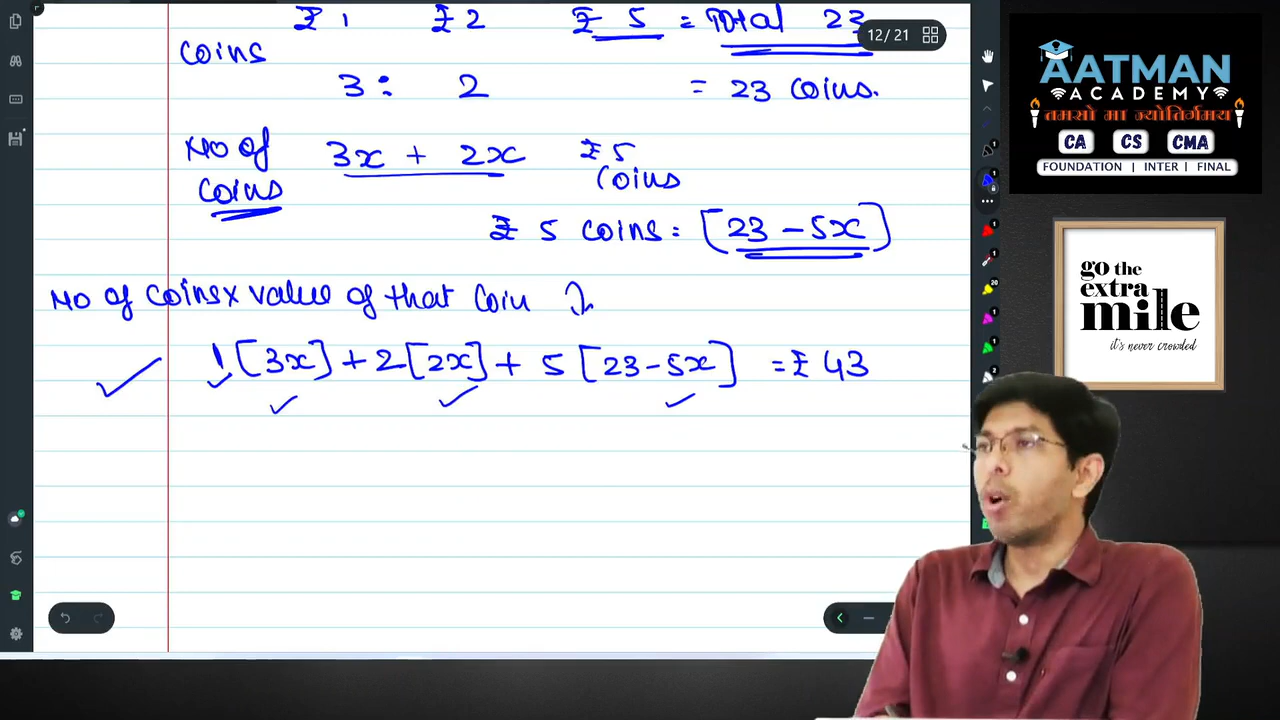 ₹ 1 ₹ 2 ₹ 5 = Total 23
coins
12/21
3 : 2 = 23 coins.
No of 3x + 2x ₹ 5
coins coins
₹ 5 coins = [23 - 5x]
No of coins x value of that coin
1[3x] + 2[2x] + 5[23 - 5x] = ₹ 43
AATMAN
ACADEMY
तमसो मा ज्योतिर्गमय
CA CS CMA
FOUNDATION | INTER | FINAL
go the
extra
mile
it's never crowded